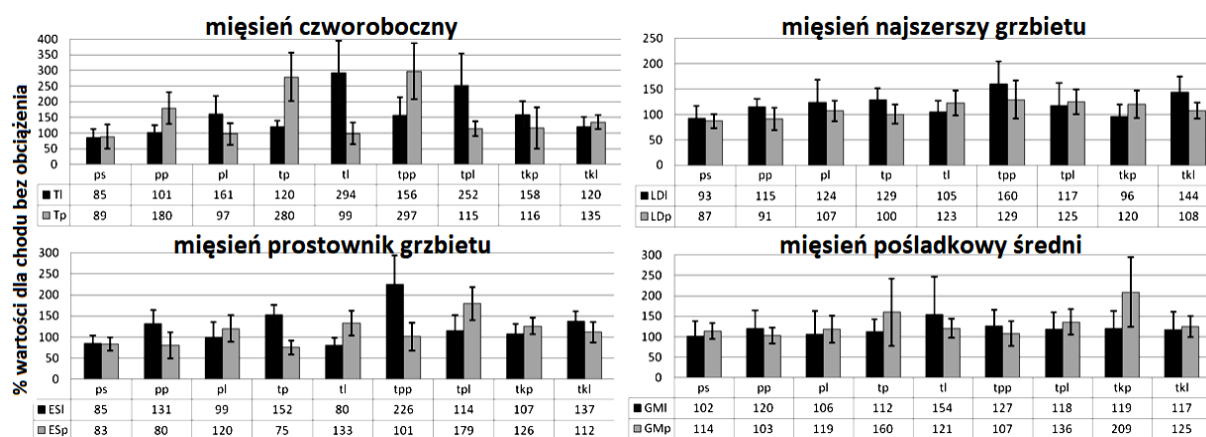 % wartości dla chodu bez obciążenia
mięsień czworoboczny
400
350
300
250
200
150
100
50
0
ps pp pl tp tl tpp tpl tkp tkl
Tl 85 101 161 120 294 156 252 158 120
Tp 89 180 97 280 99 297 115 116 135
mięsień najszerszy grzbietu
250
200
150
100
50
0
ps pp pl tp tl tpp tpl tkp tkl
LDl 93 115 124 129 105 160 117 96 144
LDp 87 91 107 100 123 129 125 120 108
mięsień prostownik grzbietu
300
250
200
150
100
50
0
ps pp pl tp tl tpp tpl tkp tkl
ESl 85 131 99 152 80 226 114 107 137
ESp 83 80 120 75 133 101 179 126 112
mięsień pośladkowy średni
300
250
200
150
100
50
0
ps pp pl tp tl tpp tpl tkp tkl
GMl 102 120 106 112 154 127 118 119 117
GMp 114 103 119 160 121 107 136 209 125